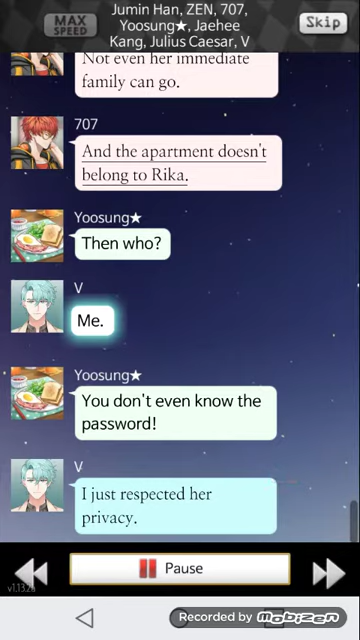 Jumin Han, ZEN, 707,
Yoosung★, Jaehee
Kang, Julius Caesar, V
MAX
SPEED
Skip
Not even her immediate
family can go.
707
And the apartment doesn't
belong to Rika.
Yoosung★
Then who?
V
Me.
Yoosung★
You don't even know the
password!
V
I just respected her
privacy.
Pause
Recorded by Mobizen